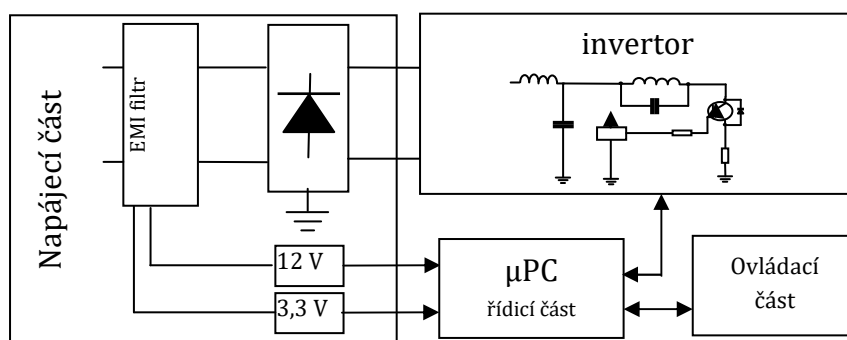 Napájecí část
EMI filtr
invertor
12 V
3,3 V
μPC
řídicí část
Ovládací
část